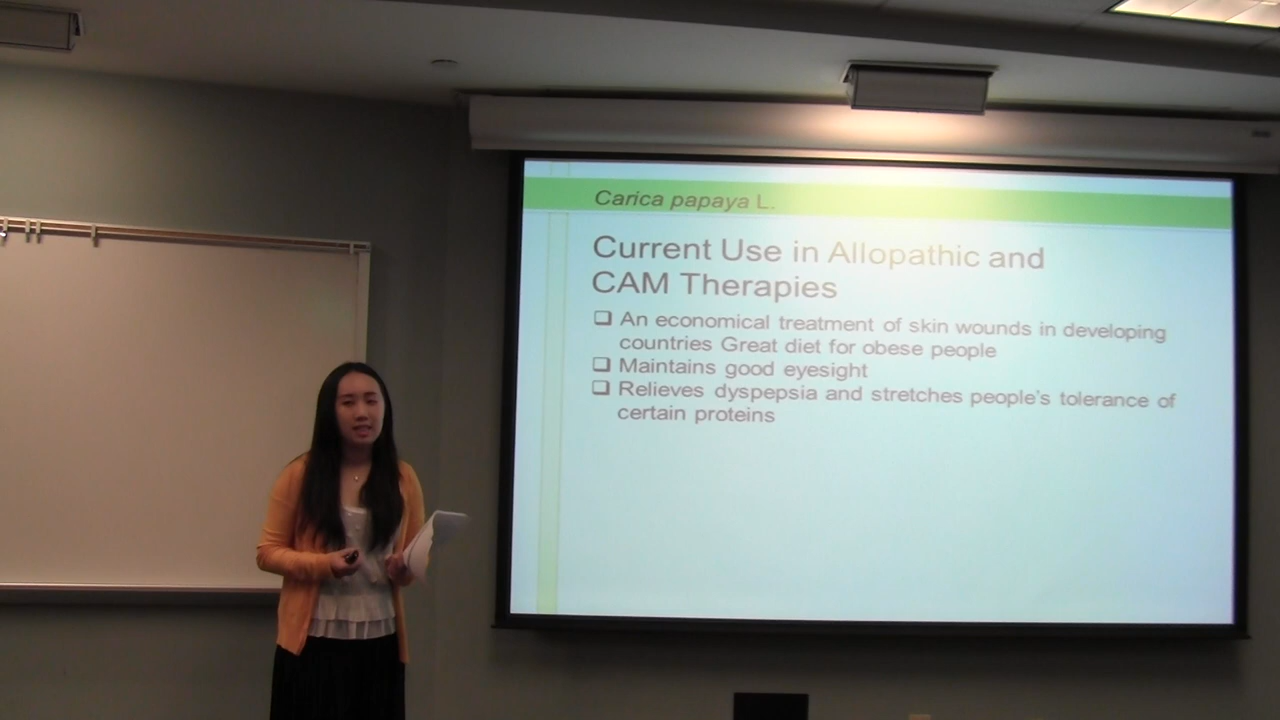 Carica papaya L.
Current Use in Allopathic and
CAM Therapies
❑ An economical treatment of skin wounds in developing
countries Great diet for obese people
❑ Maintains good eyesight
❑ Relieves dyspepsia and stretches people's tolerance of
certain proteins